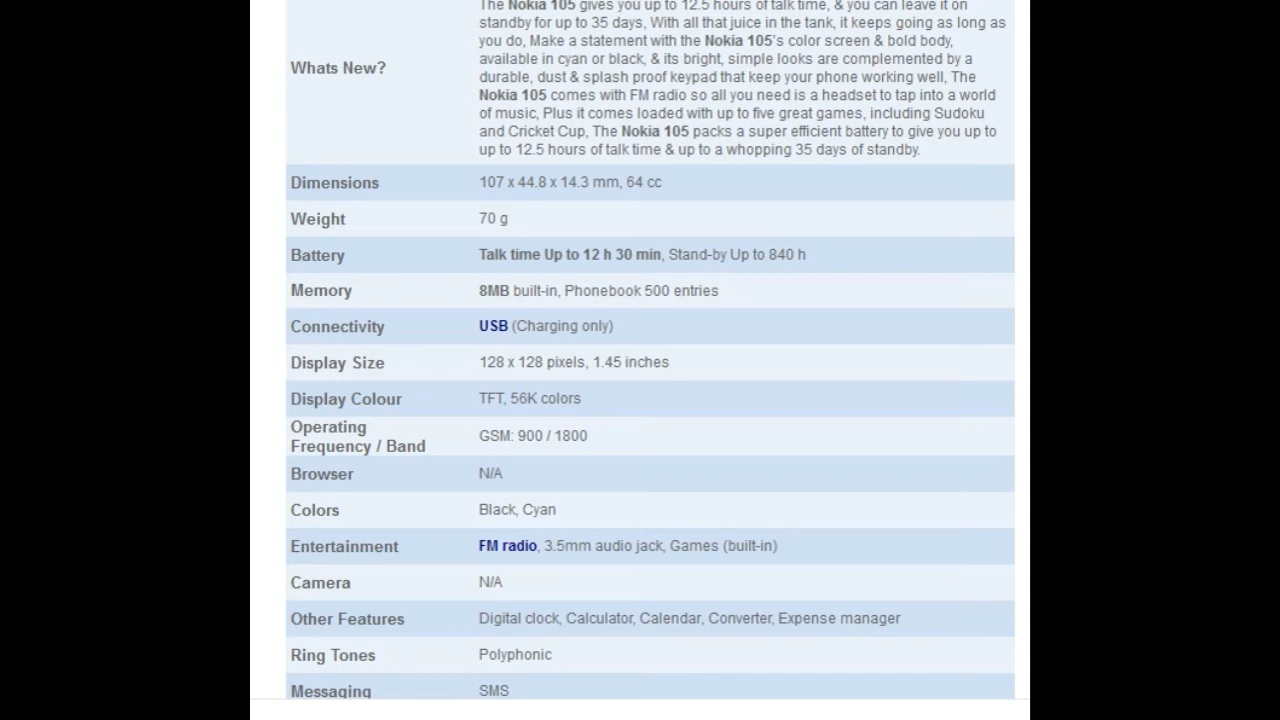 The Nokia 105 gives you up to 12.5 hours of talk time, & you can leave it on
standby for up to 35 days, With all that juice in the tank, it keeps going as long as
you do, Make a statement with the Nokia 105's color screen & bold body,
available in cyan or black, & its bright, simple looks are complemented by a
Whats New?
durable, dust & splash proof keypad that keep your phone working well, The
Nokia 105 comes with FM radio so all you need is a headset to tap into a world
of music, Plus it comes loaded with up to five great games, including Sudoku
and Cricket Cup, The Nokia 105 packs a super efficient battery to give you up to
up to 12.5 hours of talk time & up to a whopping 35 days of standby.
Dimensions 107 x 44.8 x 14.3 mm, 64 cc
Weight 70 g
Battery Talk time Up to 12 h 30 min, Stand-by Up to 840 h
Memory 8MB built-in, Phonebook 500 entries
Connectivity USB (Charging only)
Display Size 128 x 128 pixels, 1.45 inches
Display Colour TFT, 56K colors
Operating
Frequency / Band GSM: 900 / 1800
Browser N/A
Colors Black, Cyan
Entertainment FM radio, 3.5mm audio jack, Games (built-in)
Camera N/A
Other Features Digital clock, Calculator, Calendar, Converter, Expense manager
Ring Tones Polyphonic
Messaging SMS